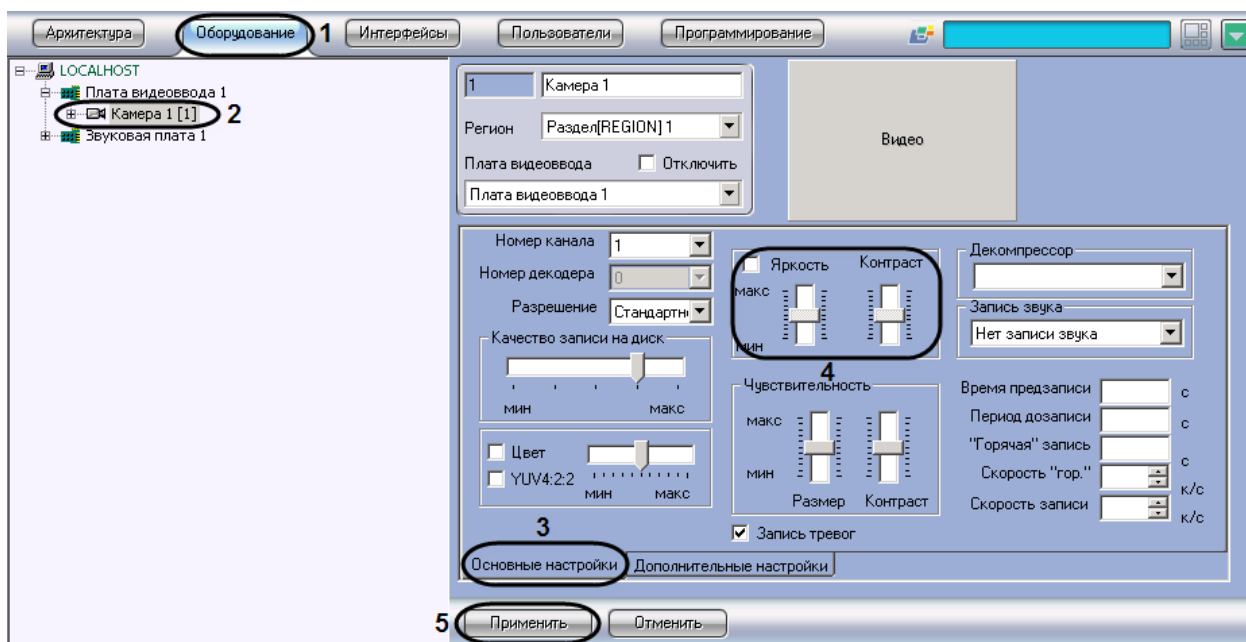 Архитектура Оборудование 1 Интерфейсы Пользователи Программирование
LOCALHOST
Плата видеоввода 1
Камера 1 [1] 2
Звуковая плата 1
1 Камера 1
Регион Раздел[REGION] 1
Плата видеоввода Отключить
Плата видеоввода 1
Видео
Номер канала 1
Номер декодера 0
Разрешение Стандартн
Качество записи на диск
мин макс
Цвет
YUV4:2:2
мин макс
Яркость Контраст
макс
мин
4
Чувствительность
макс
мин
Размер Контраст
Запись тревог
Декомпрессор
Запись звука
Нет записи звука
Время предзаписи с
Период дозаписи с
"Горячая" запись с
Скорость "гор." к/с
Скорость записи к/с
3
Основные настройки Дополнительные настройки
5 Применить Отменить